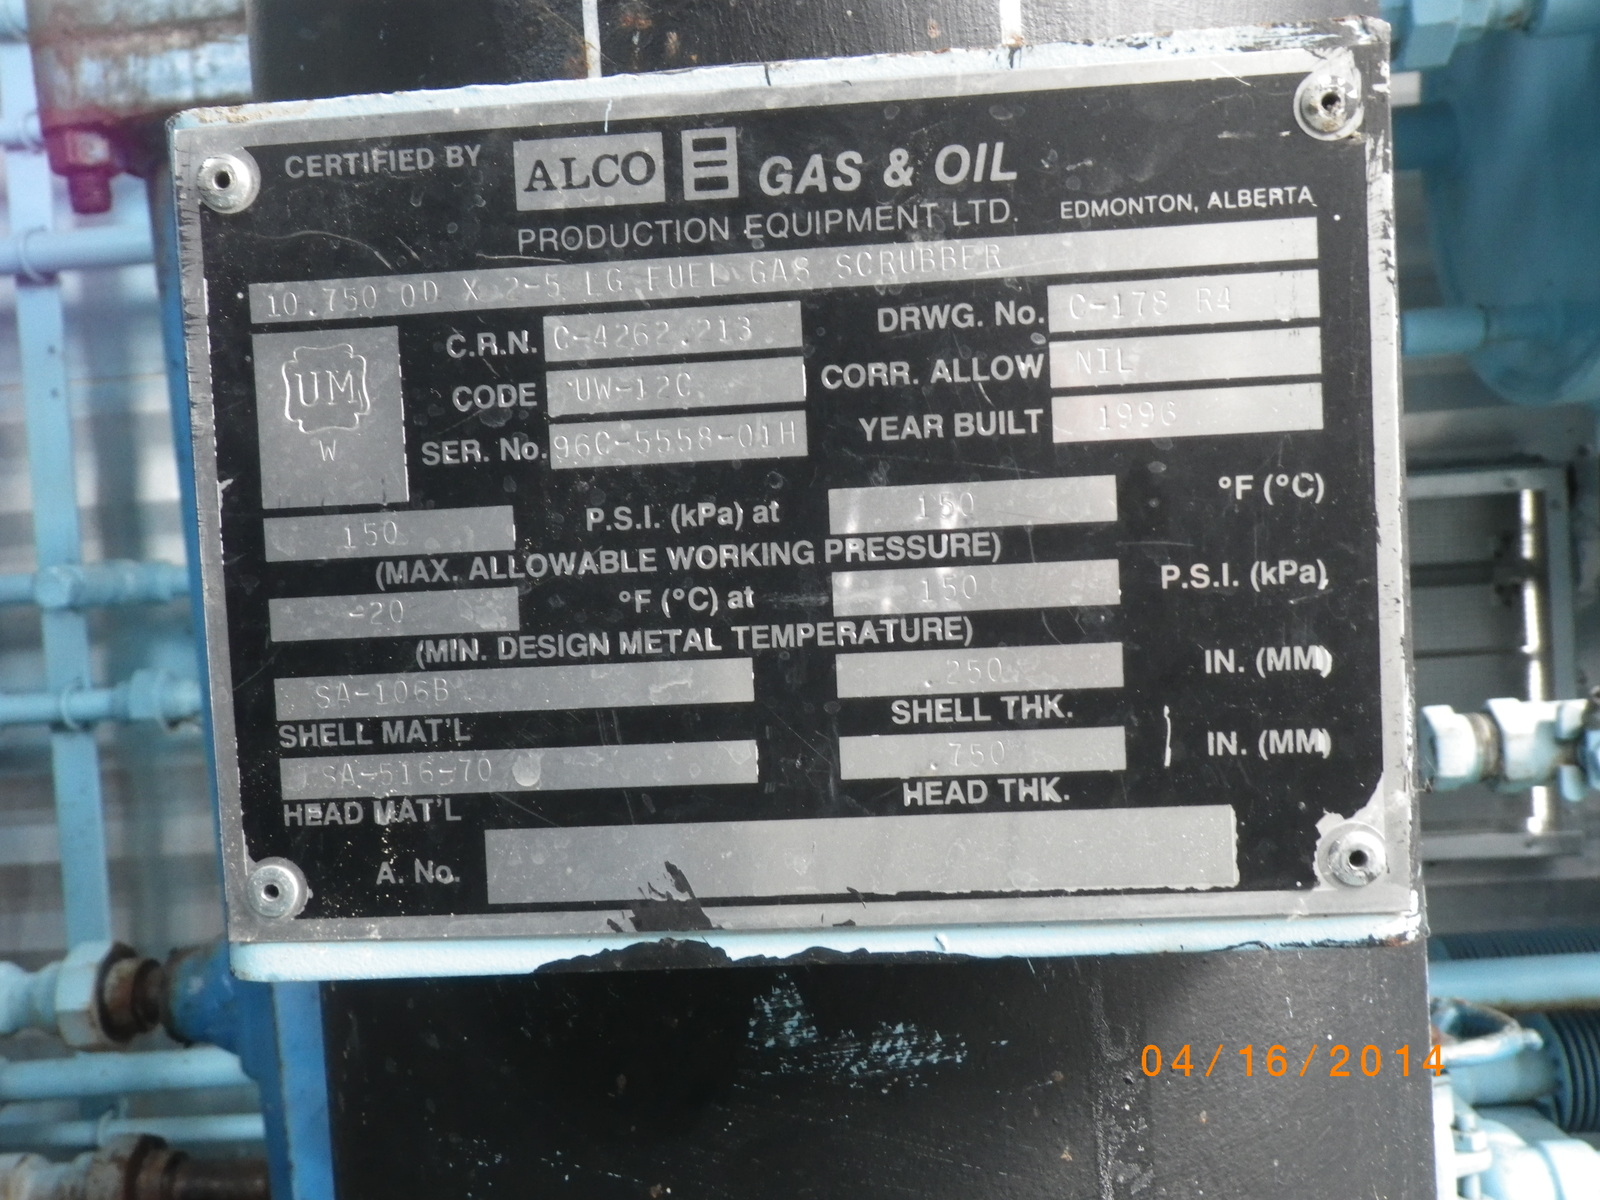 CERTIFIED BY ALCO GAS & OIL
PRODUCTION EQUIPMENT LTD. EDMONTON, ALBERTA
10.750 OD X 2-5 LG FUEL GAS SCRUBBER
UM
W
C.R.N. C-4262.213 DRWG. No. C-178 R4
CODE UW-12C CORR. ALLOW NIL
SER. No. 96C-5558-01H YEAR BUILT 1996
150 P.S.I. (kPa) at 150 °F (°C)
(MAX. ALLOWABLE WORKING PRESSURE)
-20 °F (°C) at 150 P.S.I. (kPa)
(MIN. DESIGN METAL TEMPERATURE)
SA-106B .250 IN. (MM)
SHELL MAT'L SHELL THK.
SA-516-70 .750 IN. (MM)
HEAD MAT'L HEAD THK.
A. No.
04/16/2014